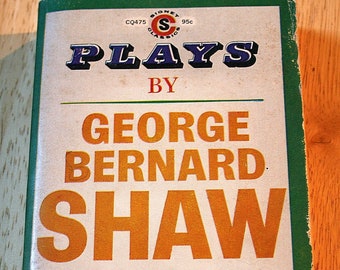 SIGNET
CQ475 S 95c
CLASSICS
PLAYS
BY
GEORGE
BERNARD
SHAW